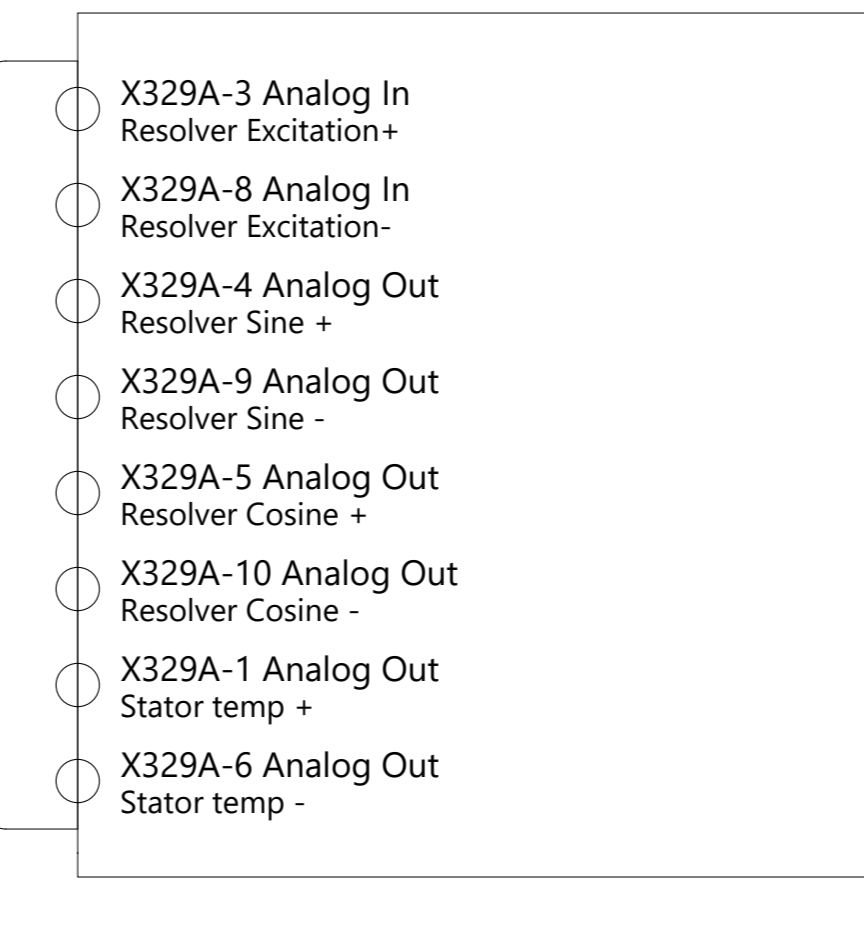 X329A-3 Analog In
Resolver Excitation+
X329A-8 Analog In
Resolver Excitation-
X329A-4 Analog Out
Resolver Sine +
X329A-9 Analog Out
Resolver Sine -
X329A-5 Analog Out
Resolver Cosine +
X329A-10 Analog Out
Resolver Cosine -
X329A-1 Analog Out
Stator temp +
X329A-6 Analog Out
Stator temp -